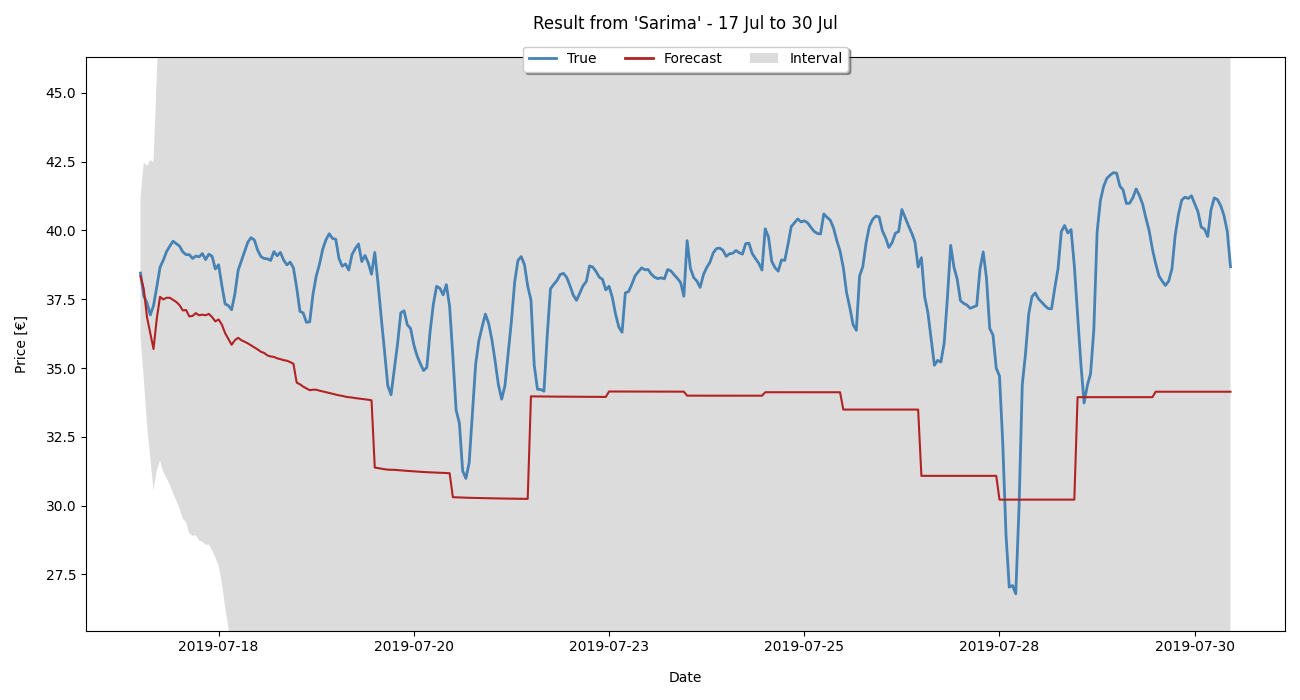 Result from 'Sarima' - 17 Jul to 30 Jul
True Forecast Interval
45.0
42.5
40.0
37.5
35.0
32.5
30.0
27.5
Price [€]
2019-07-18 2019-07-20 2019-07-23 2019-07-25 2019-07-28 2019-07-30
Date